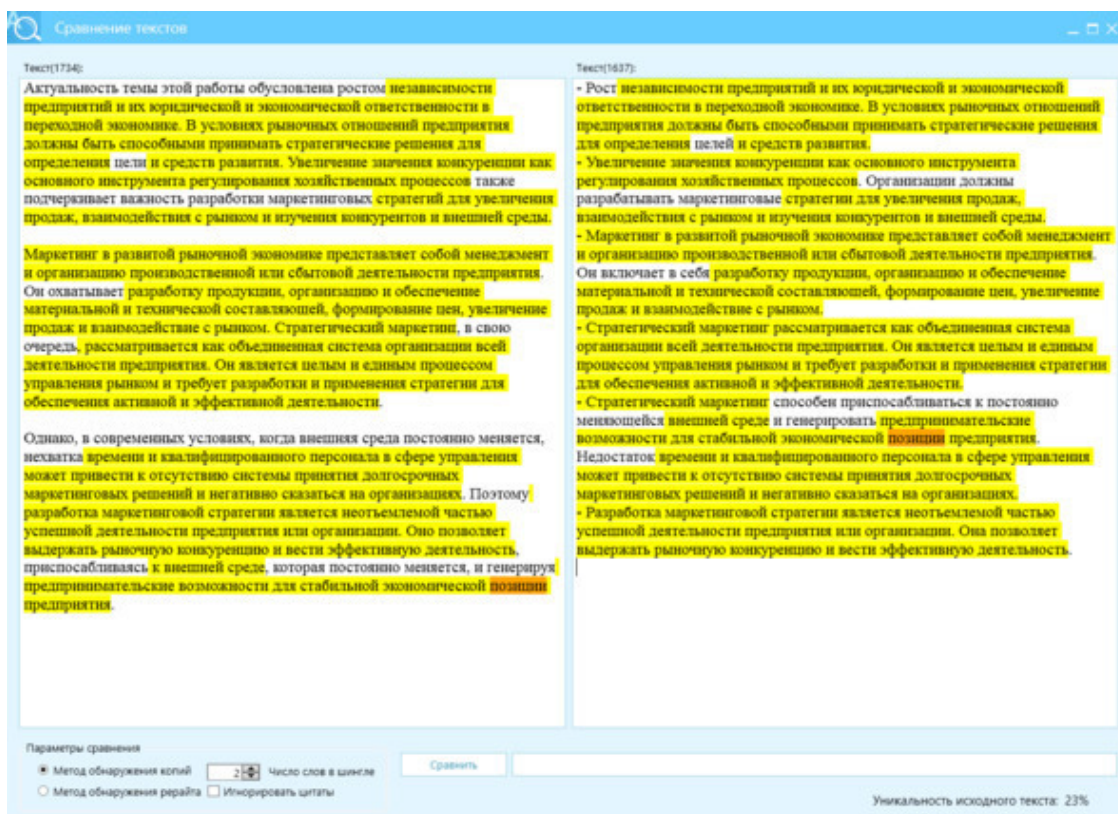 Сравнение текстов
Текст(1734):
Актуальность темы этой работы обусловлена ростом независимости
предприятий и их юридической и экономической ответственности в
переходной экономике. В условиях рыночных отношений предприятия
должны быть способными принимать стратегические решения для
определения цели и средств развития. Увеличение значения конкуренции как
основного инструмента регулирования хозяйственных процессов также
подчеркивает важность разработки маркетинговых стратегий для увеличения
продаж, взаимодействия с рынком и изучения конкурентов и внешней среды.
Маркетинг в развитой рыночной экономике представляет собой менеджмент
и организацию производственной или сбытовой деятельности предприятия.
Он охватывает разработку продукции, организацию и обеспечение
материальной и технической составляющей, формирование цен, увеличение
продаж и взаимодействие с рынком. Стратегический маркетинг, в свою
очередь, рассматривается как объединенная система организации всей
деятельности предприятия. Он является целым и единым процессом
управления рынком и требует разработки и применения стратегии для
обеспечения активной и эффективной деятельности.
Однако, в современных условиях, когда внешняя среда постоянно меняется,
нехватка времени и квалифицированного персонала в сфере управления
может привести к отсутствию системы принятия долгосрочных
маркетинговых решений и негативно сказаться на организациях. Поэтому
разработка маркетинговой стратегии является неотъемлемой частью
успешной деятельности предприятия или организации. Оно позволяет
выдержать рыночную конкуренцию и вести эффективную деятельность,
приспосабливаясь к внешней среде, которая постоянно меняется, и генерируя
предпринимательские возможности для стабильной экономической позиции
предприятия.
Текст(1637):
- Рост независимости предприятий и их юридической и экономической
ответственности в переходной экономике. В условиях рыночных отношений
предприятия должны быть способными принимать стратегические решения
для определения целей и средств развития.
- Увеличение значения конкуренции как основного инструмента
регулирования хозяйственных процессов. Организации должны
разрабатывать маркетинговые стратегии для увеличения продаж,
взаимодействия с рынком и изучения конкурентов и внешней среды.
- Маркетинг в развитой рыночной экономике представляет собой менеджмент
и организацию производственной или сбытовой деятельности предприятия.
Он включает в себя разработку продукции, организацию и обеспечение
материальной и технической составляющей, формирование цен, увеличение
продаж и взаимодействие с рынком.
- Стратегический маркетинг рассматривается как объединенная система
организации всей деятельности предприятия. Он является целым и единым
процессом управления рынком и требует разработки и применения стратегии
для обеспечения активной и эффективной деятельности.
- Стратегический маркетинг способен приспосабливаться к постоянно
меняющейся внешней среде и генерировать предпринимательские
возможности для стабильной экономической позиции предприятия.
Недостаток времени и квалифицированного персонала в сфере управления
может привести к отсутствию системы принятия долгосрочных
маркетинговых решений и негативно сказаться на организациях.
- Разработка маркетинговой стратегии является неотъемлемой частью
успешной деятельности предприятия или организации. Она позволяет
выдержать рыночную конкуренцию и вести эффективную деятельность.
Параметры сравнения
Метод обнаружения копий 2 Число слов в шингле
Метод обнаружения рерайта Игнорировать цитаты
Сравнить
Уникальность исходного текста: 23%